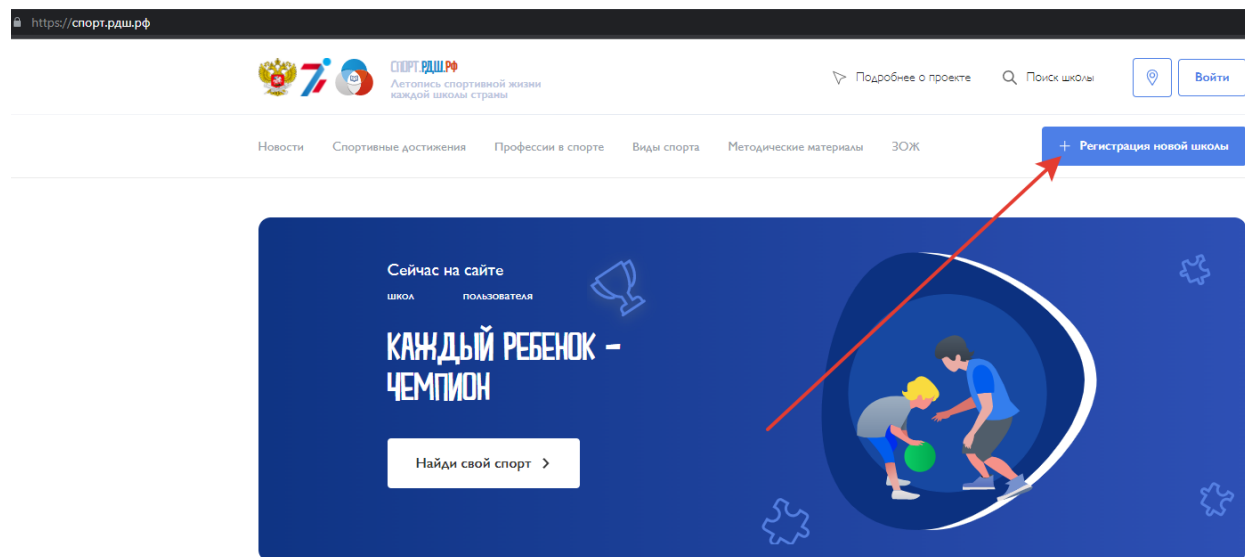 https://спорт.рдш.рф
СПОРТ.РДШ.РФ
Летопись спортивной жизни
каждой школы страны
Подробнее о проекте
Поиск школы
Войти
Новости
Спортивные достижения
Профессии в спорте
Виды спорта
Методические материалы
ЗОЖ
+ Регистрация новой школы
Сейчас на сайте
школ пользователя
КАЖДЫЙ РЕБЕНОК –
ЧЕМПИОН
Найди свой спорт >